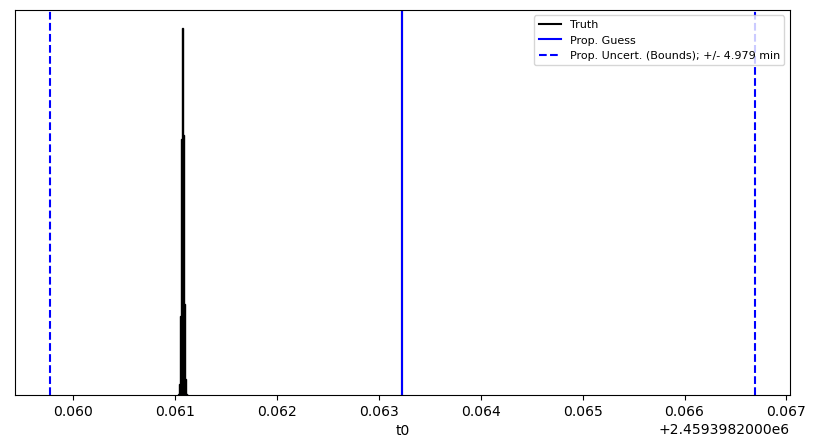 Truth
Prop. Guess
Prop. Uncert. (Bounds); +/- 4.979 min
0.060 0.061 0.062 0.063 0.064 0.065 0.066 0.067
t0 +2.4593982000e6